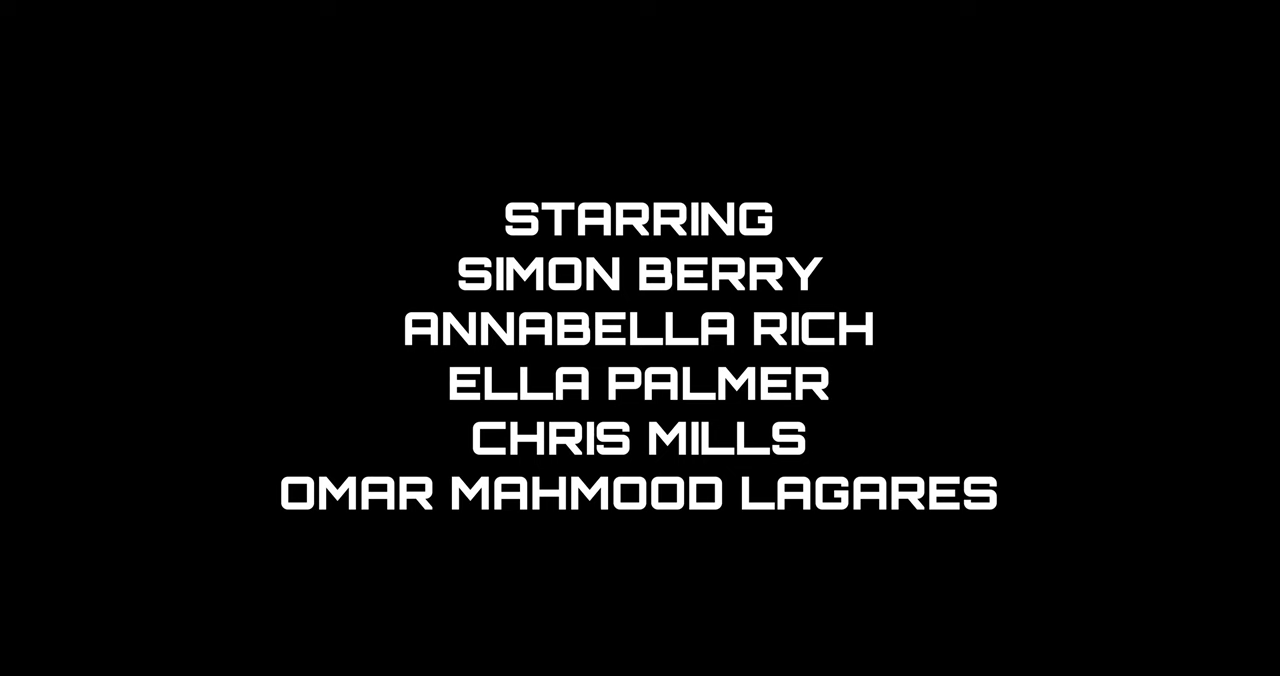 STARRING
SIMON BERRY
ANNABELLA RICH
ELLA PALMER
CHRIS MILLS
OMAR MAHMOOD LAGARES